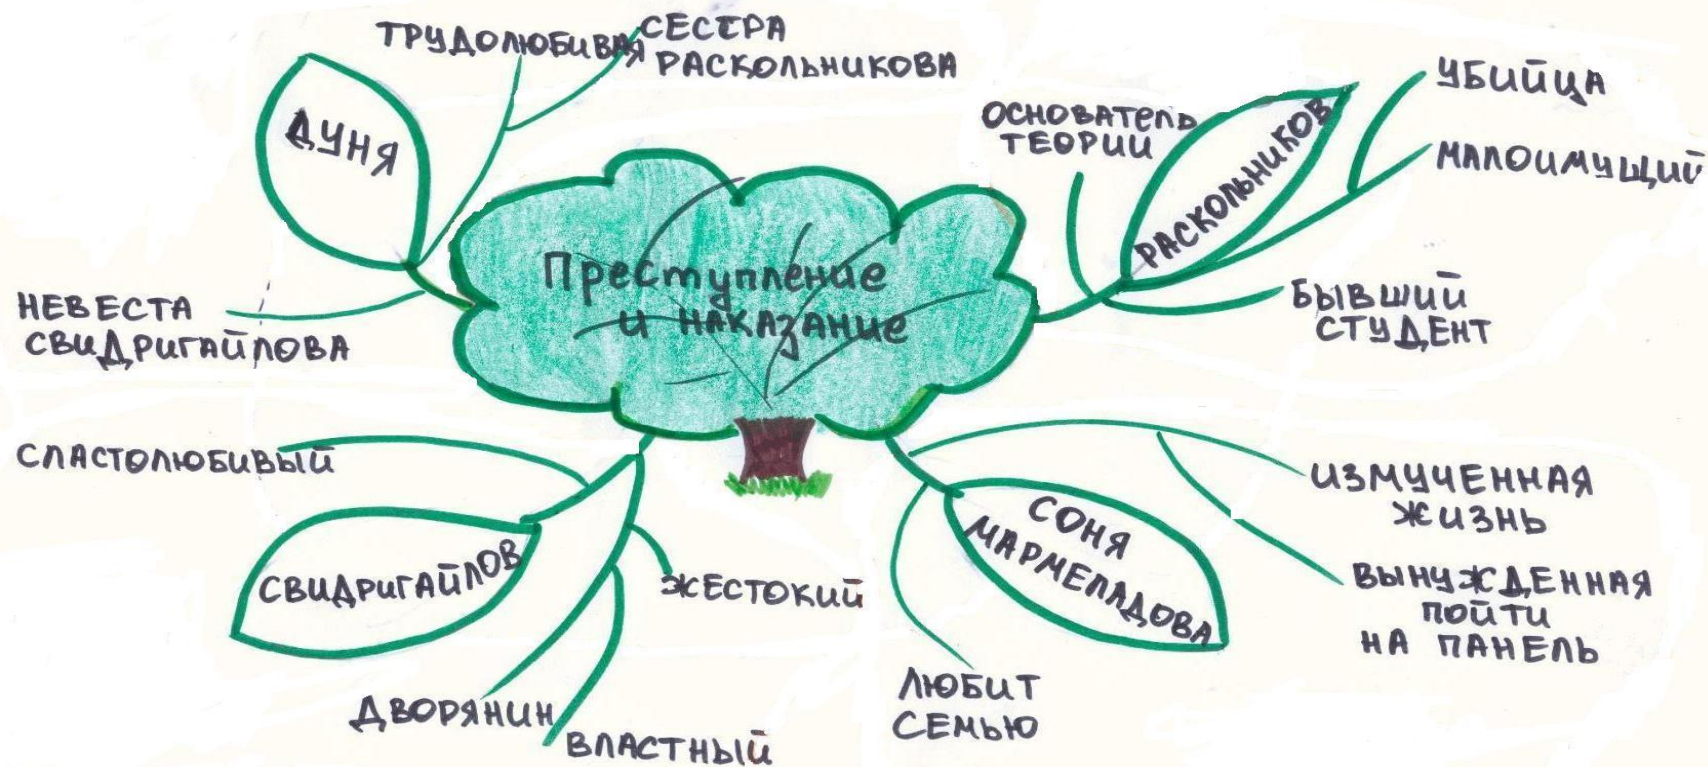 Преступление
и наказание
ДУНЯ
ТРУДОЛЮБИВАЯ
СЕСТРА
РАСКОЛЬНИКОВА
НЕВЕСТА
СВИДРИГАЙЛОВА
РАСКОЛЬНИКОВ
ОСНОВАТЕЛЬ
ТЕОРИИ
УБИЙЦА
МАЛОИМУЩИЙ
БЫВШИЙ
СТУДЕНТ
СВИДРИГАЙЛОВ
СЛАСТОЛЮБИВЫЙ
ЖЕСТОКИЙ
ДВОРЯНИН
ВЛАСТНЫЙ
СОНЯ
МАРМЕЛАДОВА
ИЗМУЧЕННАЯ
ЖИЗНЬ
ВЫНУЖДЕННАЯ
ПОЙТИ
НА ПАНЕЛЬ
ЛЮБИТ
СЕМЬЮ